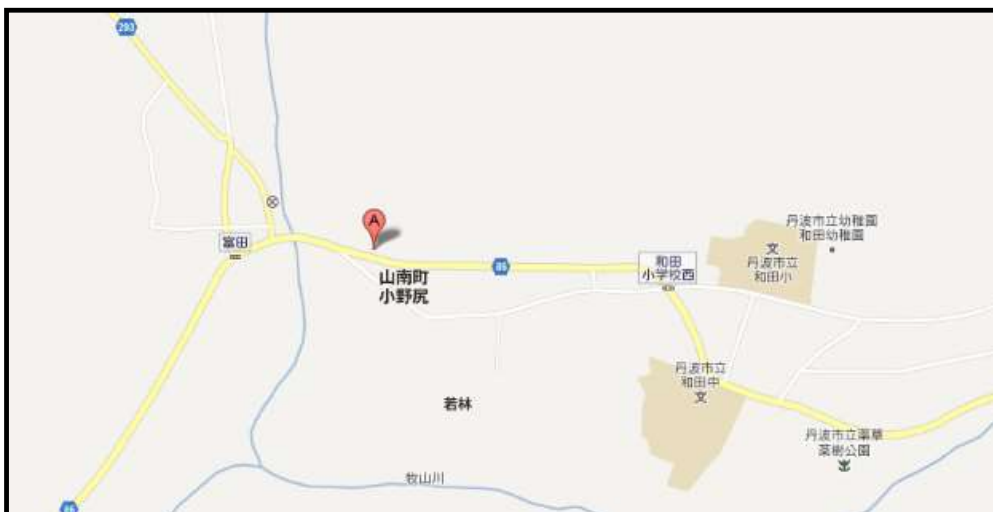 293
A
富田
山南町
小野尻
86
和田
小学校西
文
丹波市立
和田小
丹波市立幼稚園
和田幼稚園
丹波市立
和田中
文
若林
丹波市立薬草
薬樹公園
牧山川
86